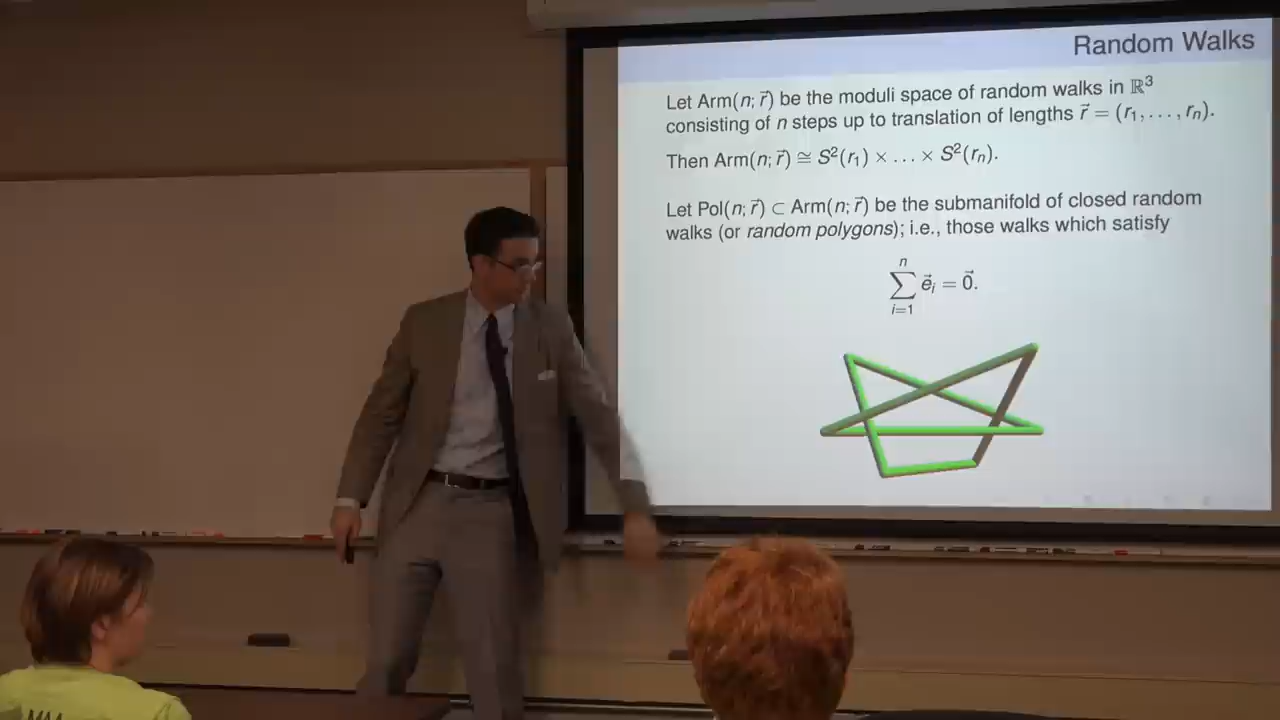 Random Walks
Let Arm(n; r⃗) be the moduli space of random walks in ℝ³
consisting of n steps up to translation of lengths r⃗ = (r₁, . . . , rₙ).
Then Arm(n; r⃗) ≅ S²(r₁) × . . . × S²(rₙ).
Let Pol(n; r⃗) ⊂ Arm(n; r⃗) be the submanifold of closed random
walks (or random polygons); i.e., those walks which satisfy
n
∑ e⃗ᵢ = 0⃗.
i=1